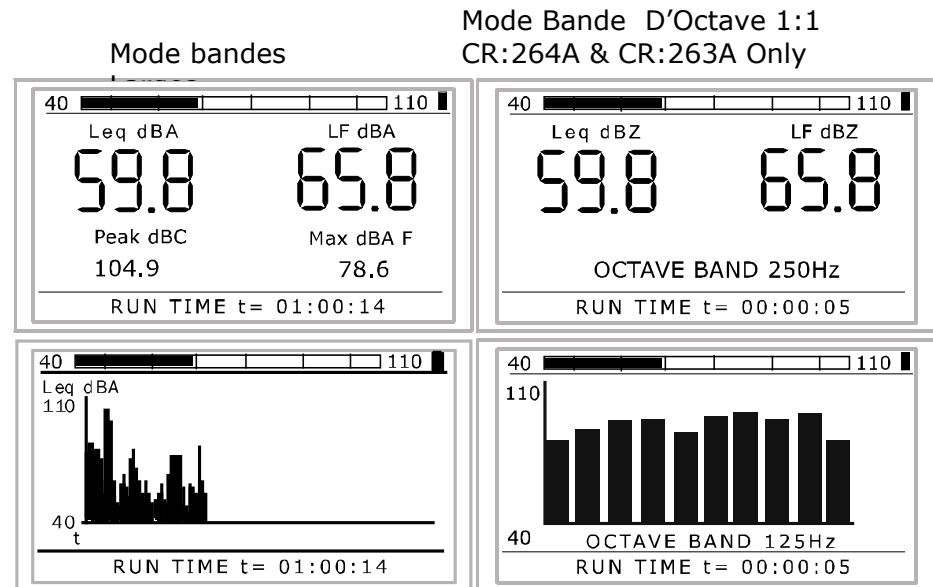 Mode bandes
Mode Bande D’Octave 1:1
CR:264A & CR:263A Only
40 110
Leq dBA LF dBA
59.8 65.8
Peak dBC Max dBA F
104.9 78.6
RUN TIME t= 01:00:14
40 110
Leq dBZ LF dBZ
59.8 65.8
OCTAVE BAND 250Hz
RUN TIME t= 00:00:05
40 110
Leq dBA
110
40
t
RUN TIME t= 01:00:14
40 110
110
40
OCTAVE BAND 125Hz
RUN TIME t= 00:00:05